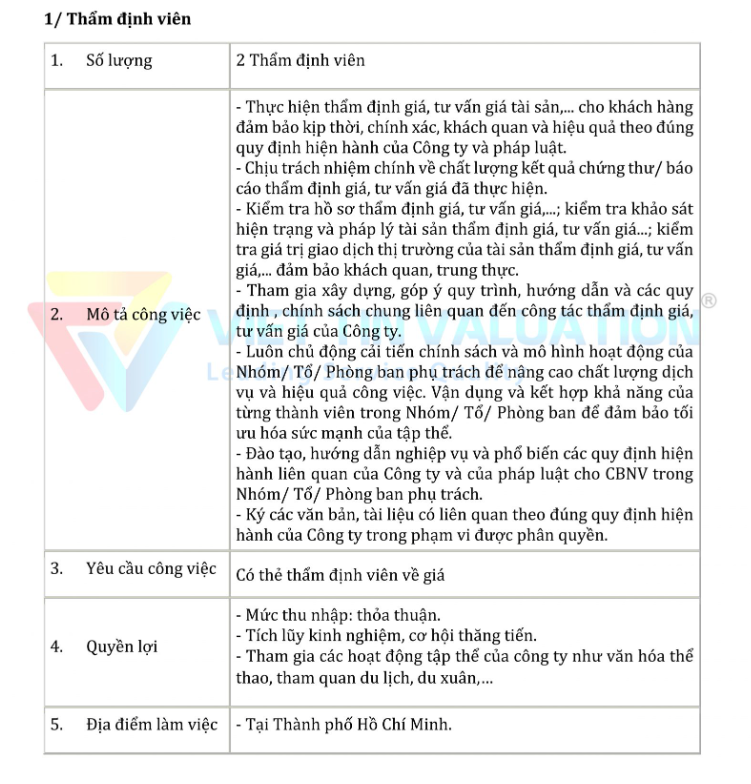 1/ Thẩm định viên
1. Số lượng
2 Thẩm định viên
2. Mô tả công việc
- Thực hiện thẩm định giá, tư vấn giá tài sản,... cho khách hàng
đảm bảo kịp thời, chính xác, khách quan và hiệu quả theo đúng
quy định hiện hành của Công ty và pháp luật.
- Chịu trách nhiệm chính về chất lượng kết quả chứng thư/ báo
cáo thẩm định giá, tư vấn giá đã thực hiện.
- Kiểm tra hồ sơ thẩm định giá, tư vấn giá,...; kiểm tra khảo sát
hiện trạng và pháp lý tài sản thẩm định giá, tư vấn giá...; kiểm
tra giá trị giao dịch thị trường của tài sản thẩm định giá, tư vấn
giá,... đảm bảo khách quan, trung thực.
- Tham gia xây dựng, góp ý quy trình, hướng dẫn và các quy
định , chính sách chung liên quan đến công tác thẩm định giá,
tư vấn giá của Công ty.
- Luôn chủ động cải tiến chính sách và mô hình hoạt động của
Nhóm/ Tổ/ Phòng ban phụ trách để nâng cao chất lượng dịch
vụ và hiệu quả công việc. Vận dụng và kết hợp khả năng của
từng thành viên trong Nhóm/ Tổ/ Phòng ban để đảm bảo tối
ưu hóa sức mạnh của tập thể.
- Đào tạo, hướng dẫn nghiệp vụ và phổ biến các quy định hiện
hành liên quan của Công ty và của pháp luật cho CBNV trong
Nhóm/ Tổ/ Phòng ban phụ trách.
- Ký các văn bản, tài liệu có liên quan theo đúng quy định hiện
hành của Công ty trong phạm vi được phân quyền.
3. Yêu cầu công việc
Có thẻ thẩm định viên về giá
4. Quyền lợi
- Mức thu nhập: thỏa thuận.
- Tích lũy kinh nghiệm, cơ hội thăng tiến.
- Tham gia các hoạt động tập thể của công ty như văn hóa thể
thao, tham quan du lịch, du xuân,...
5. Địa điểm làm việc
- Tại Thành phố Hồ Chí Minh.
VIET TIN VALUATION ®
Leading Service Quality